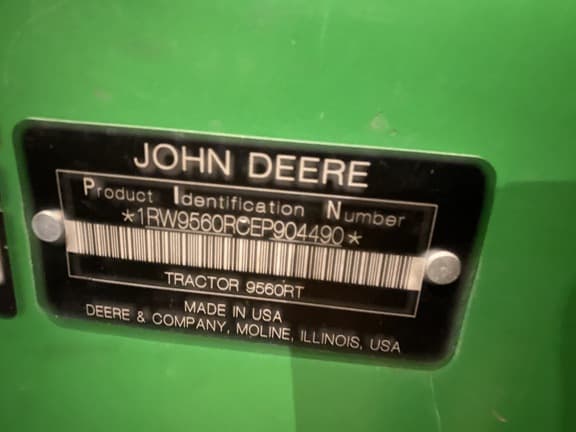 JOHN DEERE
Product Identification Number
*1RW9560RCEP904490*
TRACTOR 9560RT
MADE IN USA
DEERE & COMPANY, MOLINE, ILLINOIS, USA